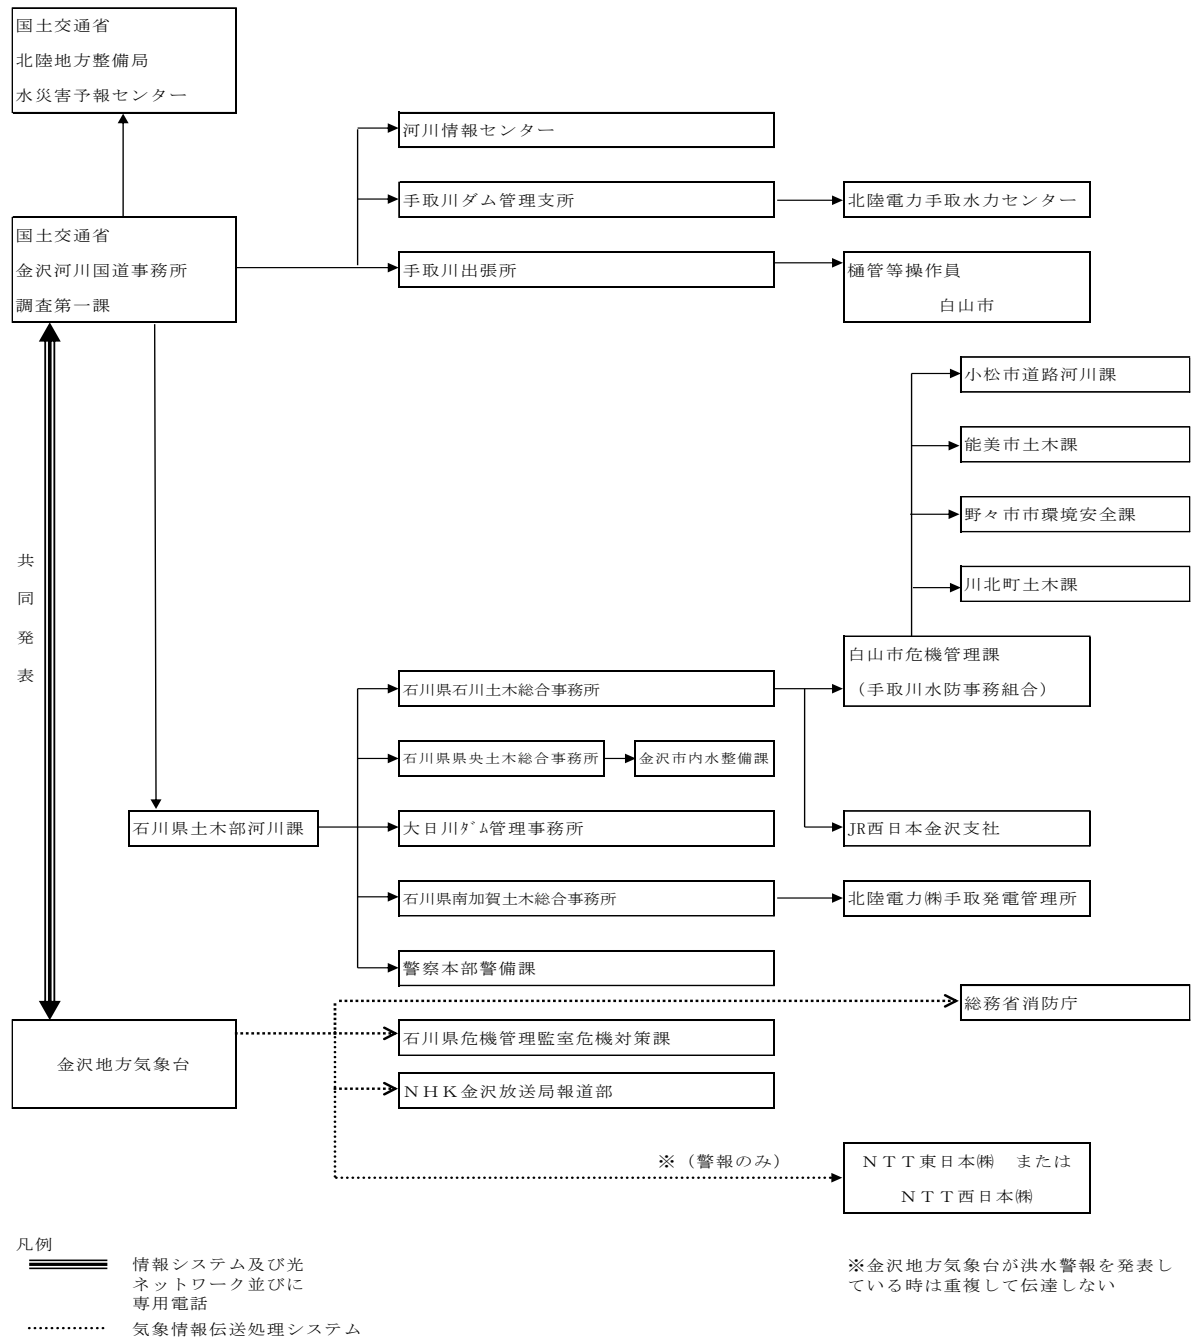 国土交通省
北陸地方整備局
水災害予報センター
河川情報センター
手取川ダム管理支所
北陸電力手取水力センター
国土交通省
金沢河川国道事務所
調査第一課
手取川出張所
樋管等操作員
白山市
小松市道路河川課
能美市土木課
野々市市環境安全課
川北町土木課
共同発表
白山市危機管理課
（手取川水防事務組合）
石川県石川土木総合事務所
石川県県央土木総合事務所
金沢市内水整備課
石川県土木部河川課
大日川ﾀﾞﾑ管理事務所
JR西日本金沢支社
石川県南加賀土木総合事務所
北陸電力㈱手取発電管理所
警察本部警備課
総務省消防庁
金沢地方気象台
石川県危機管理監室危機対策課
ＮＨＫ金沢放送局報道部
※（警報のみ）
ＮＴＴ東日本㈱　または
ＮＴＴ西日本㈱
凡例
情報システム及び光
ネットワーク並びに
専用電話
気象情報伝送処理システム
※金沢地方気象台が洪水警報を発表し
ている時は重複して伝達しない